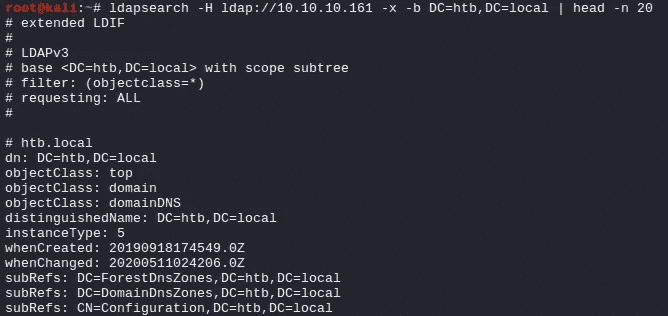 root@kali:~# ldapsearch -H ldap://10.10.10.161 -x -b DC=htb,DC=local | head -n 20
# extended LDIF
#
# LDAPv3
# base <DC=htb,DC=local> with scope subtree
# filter: (objectclass=*)
# requesting: ALL
#

# htb.local
dn: DC=htb,DC=local
objectClass: top
objectClass: domain
objectClass: domainDNS
distinguishedName: DC=htb,DC=local
instanceType: 5
whenCreated: 20190918174549.0Z
whenChanged: 20200511024206.0Z
subRefs: DC=ForestDnsZones,DC=htb,DC=local
subRefs: DC=DomainDnsZones,DC=htb,DC=local
subRefs: CN=Configuration,DC=htb,DC=local